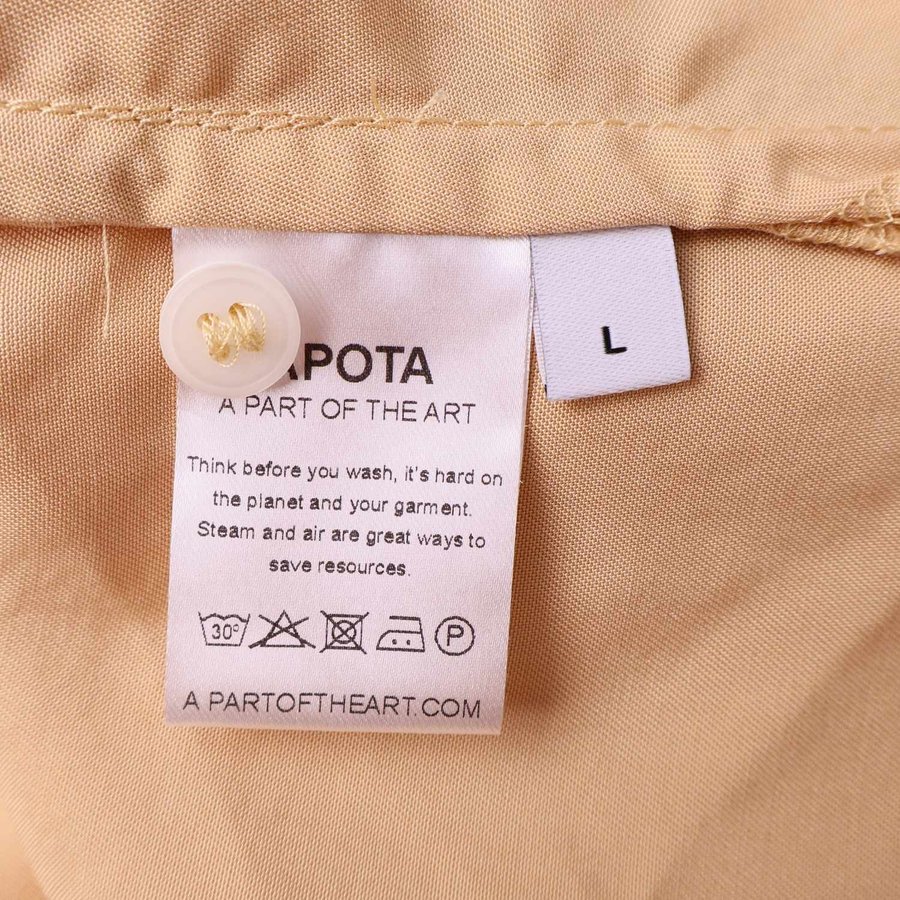 APOTA
A PART OF THE ART
Think before you wash, it's hard on
the planet and your garment.
Steam and air are great ways to
save resources.
30° P
A PARTOFTHEART.COM
L